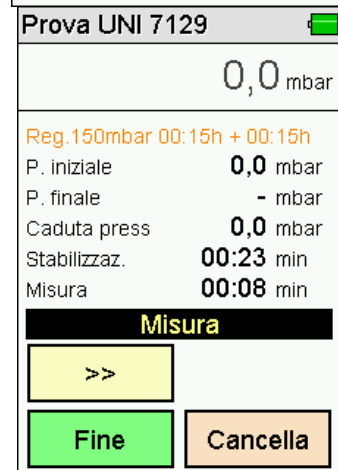 Prova UNI 7129
0,0 mbar
Reg.150mbar 00:15h + 00:15h
P. iniziale 0,0 mbar
P. finale - mbar
Caduta press 0,0 mbar
Stabilizzaz. 00:23 min
Misura 00:08 min
Misura
>>
Fine Cancella